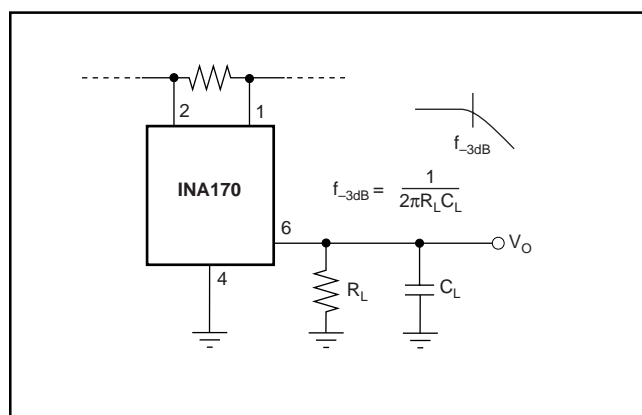 2
1
f–3dB
INA170
f–3dB = 1
2πRLCL
6
VO
4
RL
CL